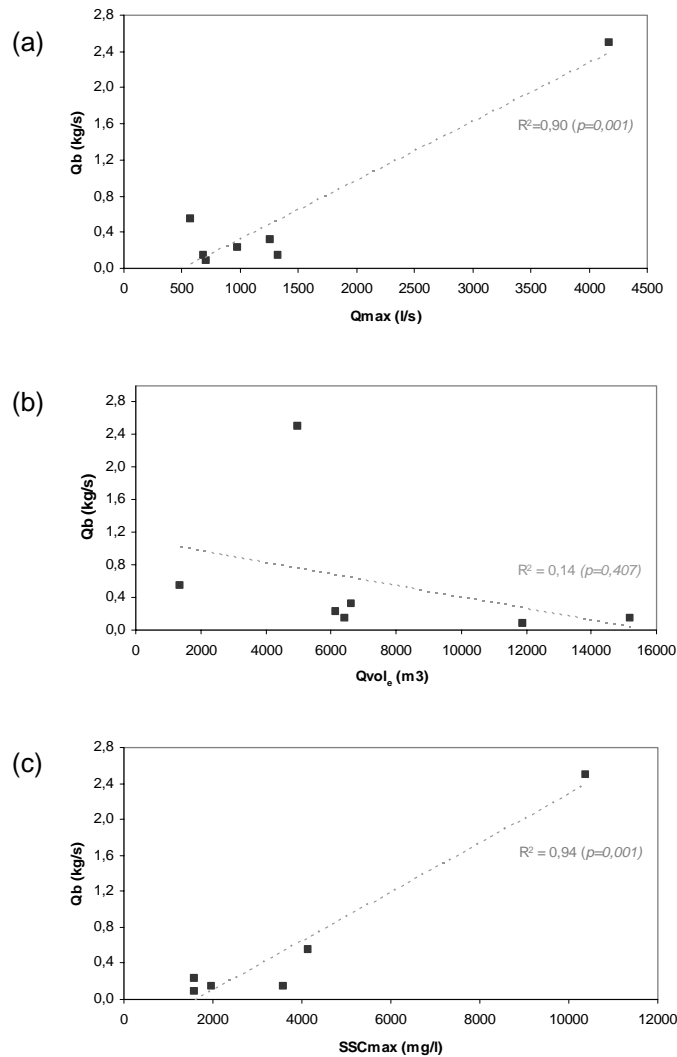 (a)
2,8
2,4
2,0
1,6
1,2
0,8
0,4
0,0
Qb (kg/s)
R²=0,90 (p=0,001)
0 500 1000 1500 2000 2500 3000 3500 4000 4500
Qmax (l/s)
(b)
2,8
2,4
2,0
1,6
1,2
0,8
0,4
0,0
Qb (kg/s)
R² = 0,14 (p=0,407)
0 2000 4000 6000 8000 10000 12000 14000 16000
Qvolₑ (m3)
(c)
2,8
2,4
2,0
1,6
1,2
0,8
0,4
0,0
Qb (kg/s)
R² = 0,94 (p=0,001)
0 2000 4000 6000 8000 10000 12000
SSCmax (mg/l)